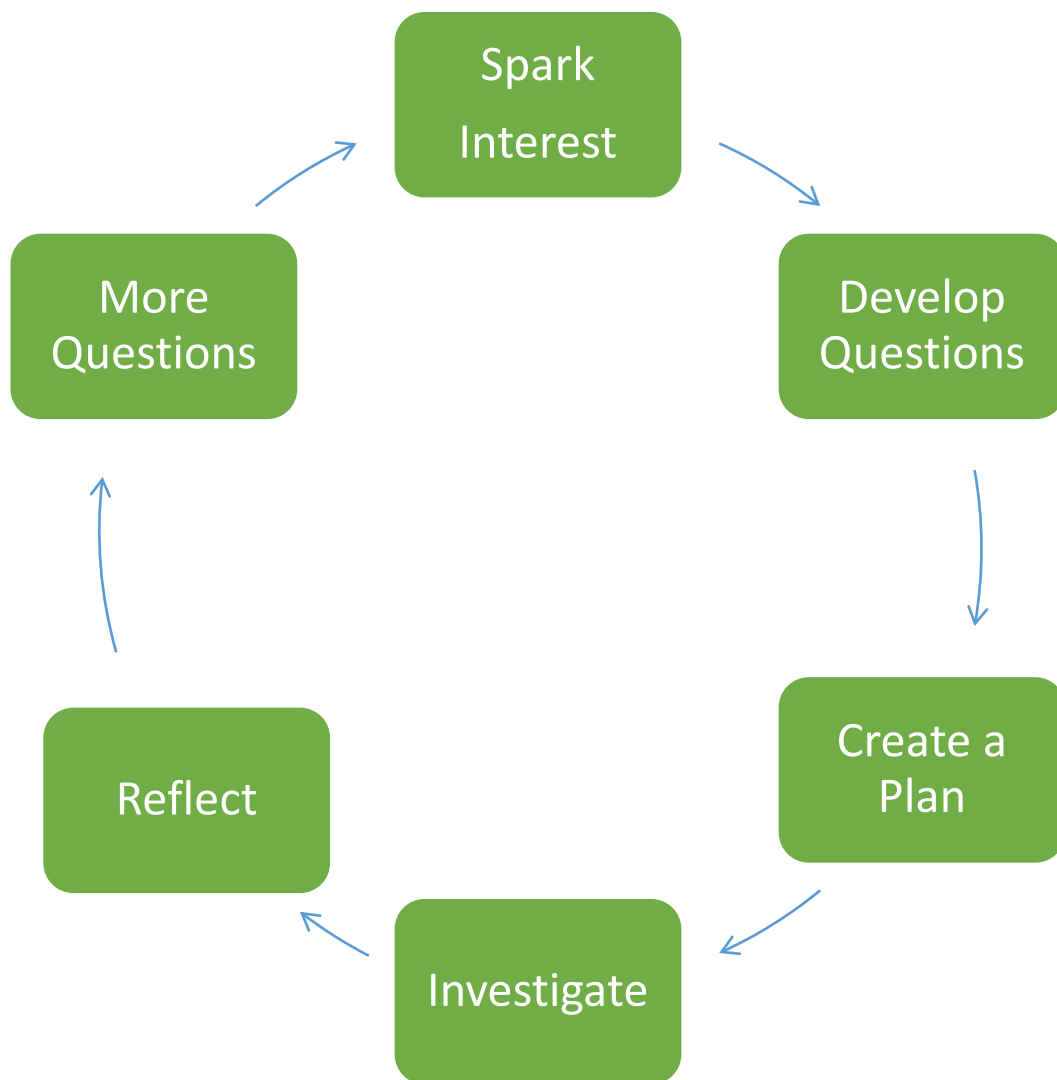 Spark
Interest
Develop
Questions
Create a
Plan
Investigate
Reflect
More
Questions